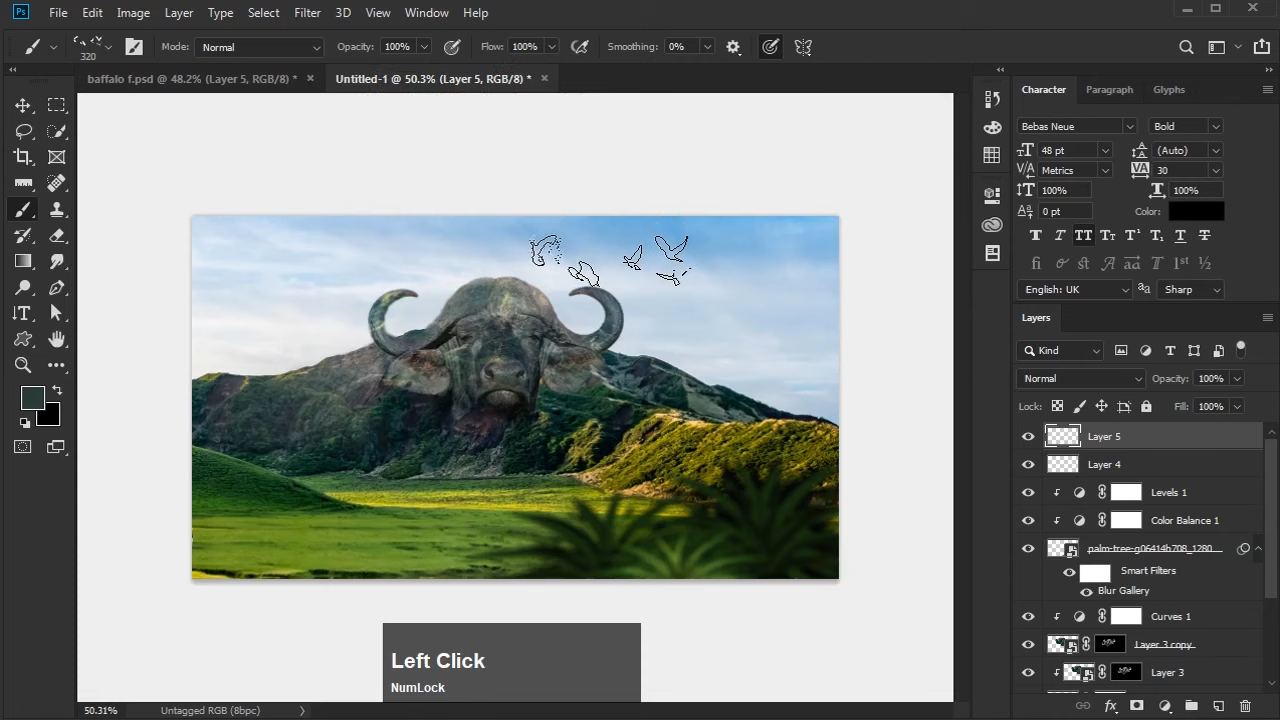 Ps File Edit Image Layer Type Select Filter 3D View Window Help
320 Mode: Normal Opacity: 100% Flow: 100% Smoothing: 0%
baffalo f.psd @ 48.2% (Layer 5, RGB/8) * Untitled-1 @ 50.3% (Layer 5, RGB/8) *
Character Paragraph Glyphs
Bebas Neue Bold
48 pt (Auto)
Metrics 30
100% 100%
0 pt Color:
English: UK Sharp
Layers
Kind
Normal Opacity: 100%
Lock: Fill: 100%
Layer 5
Layer 4
Levels 1
Color Balance 1
palm-tree-g06414b708_1280
Smart Filters
Blur Gallery
Curves 1
Layer 3 copy
Layer 3
Left Click
NumLock
50.31% Untagged RGB (8bpc)